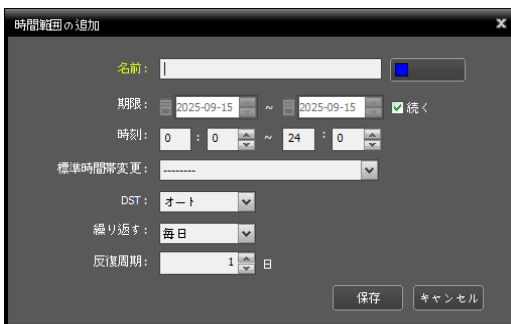 時間範囲の追加 x
名前:
期限: 2025-09-15 ~ 2025-09-15 続く
時刻: 0 : 0 ~ 24 : 0
標準時間帯変更: --------
DST: オート
繰り返す: 毎日
反復周期: 1 日
保存 キャンセル